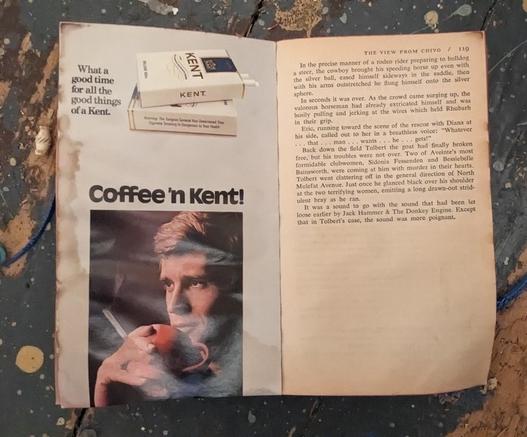 What a
good time
for all the
good things
of a Kent.
KENT
KENT
Warning: The Surgeon General Has Determined That
Cigarette Smoking Is Dangerous to Your Health
Coffee 'n Kent!
THE VIEW FROM CHIVO / 119
In the precise manner of a rodeo rider preparing to bulldog
a steer, the cowboy brought his speeding horse up even with
the silver ball, eased himself sideways in the saddle, then
with his arms outstretched he flung himself onto the silver
sphere.
In seconds it was over. As the crowd came surging up, the
valorous horseman had already extricated himself and was
busily pulling and jerking at the wires which held Rhubarb
in their grip.
Eric, running toward the scene of the rescue with Diana at
his side, called out to her in a breathless voice: "Whatever
. . . that . . . man . . . wants . . . he . . . gets!"
Back down the field Tolbert the goat had finally broken
free, but his troubles were not over. Two of Avelne's most
formidable clubwomen, Sidonia Fessenden and Bessiebelle
Bainsworth, were coming at him with murder in their hearts.
Tolbert went clattering off in the general direction of North
Melefat Avenue. Just once he glanced black over his shoulder
at the two terrifying women, emitting a long drawn-out strid-
ulent bray as he ran.
It was a sound to go with the sound that had been let
loose earlier by Jack Hammer & The Donkey Engine. Except
that in Tolbert's case, the sound was more poignant.